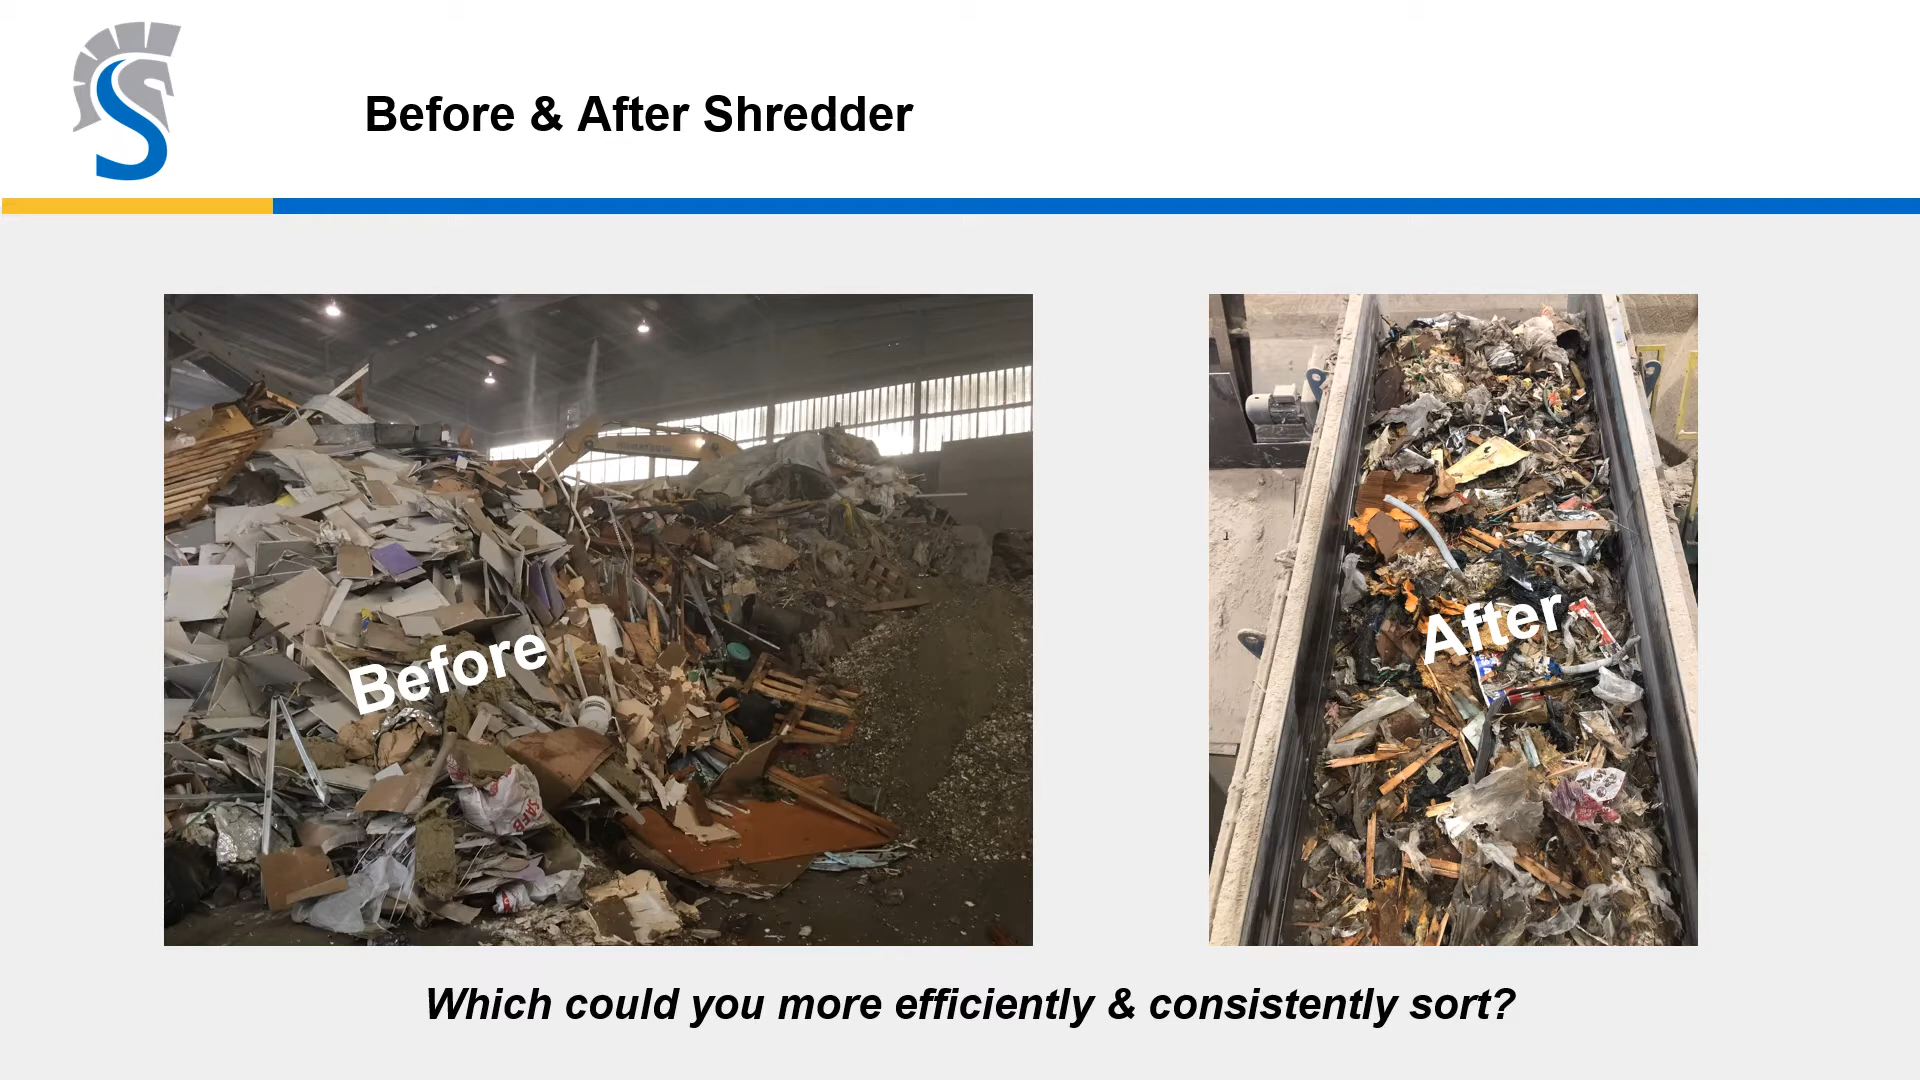 Before & After Shredder
Before
After
Which could you more efficiently & consistently sort?